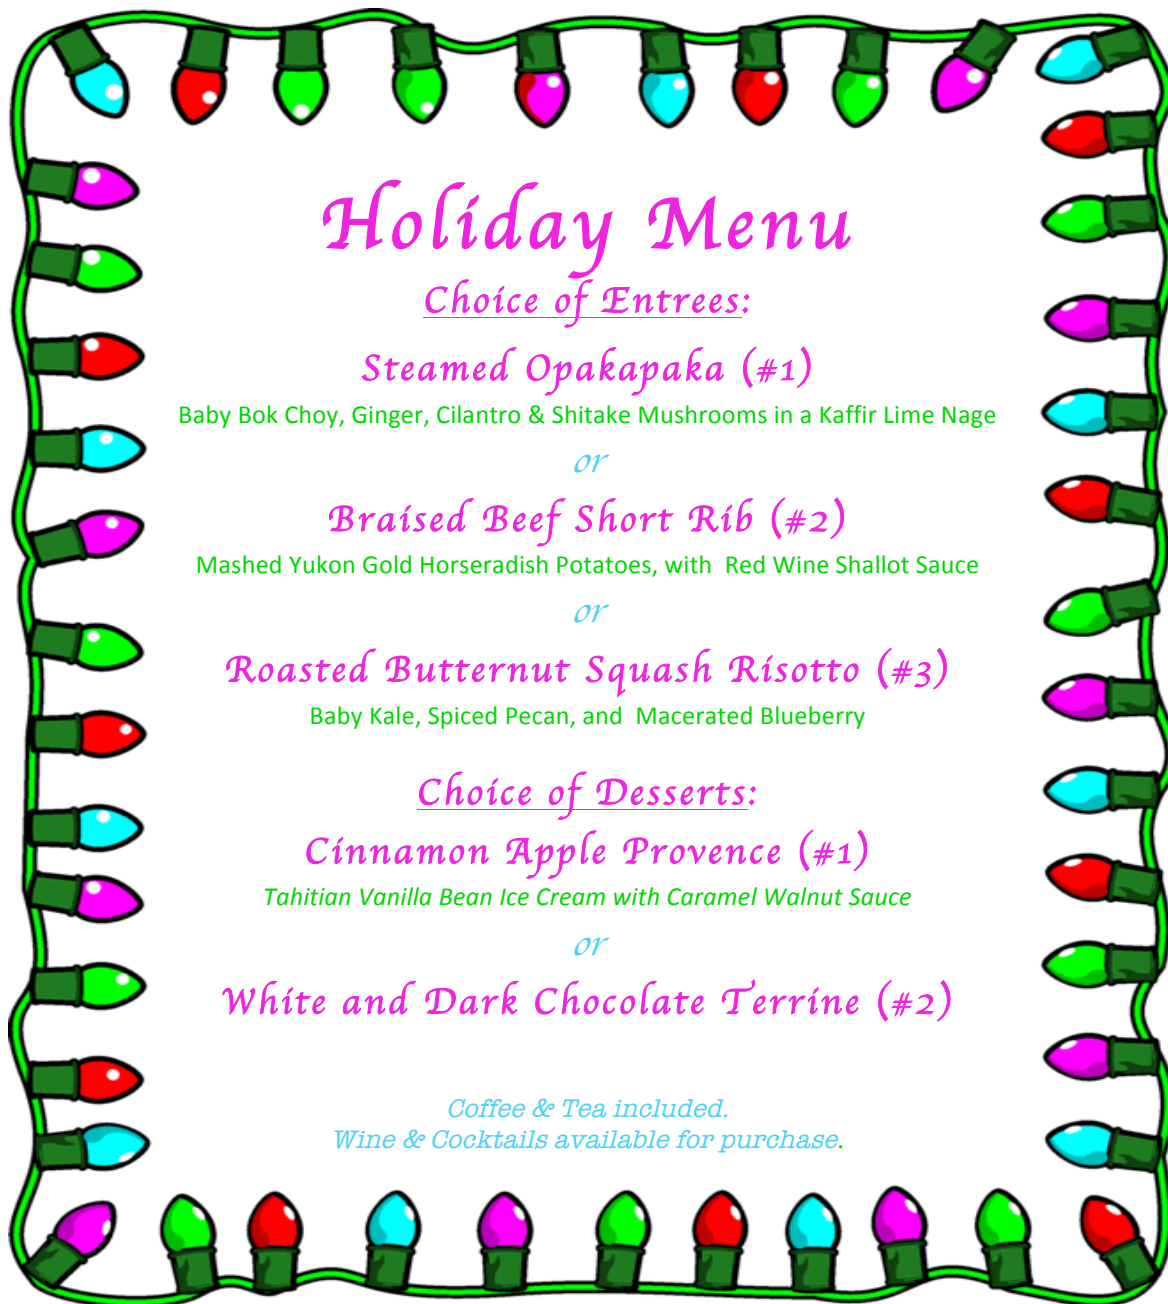 Holiday Menu
Choice of Entrees:
Steamed Opakapaka (#1)
Baby Bok Choy, Ginger, Cilantro & Shitake Mushrooms in a Kaffir Lime Nage
or
Braised Beef Short Rib (#2)
Mashed Yukon Gold Horseradish Potatoes, with  Red Wine Shallot Sauce
or
Roasted Butternut Squash Risotto (#3)
Baby Kale, Spiced Pecan, and  Macerated Blueberry
Choice of Desserts:
Cinnamon Apple Provence (#1)
Tahitian Vanilla Bean Ice Cream with Caramel Walnut Sauce
or
White and Dark Chocolate Terrine (#2)
Coffee & Tea included.
Wine & Cocktails available for purchase.